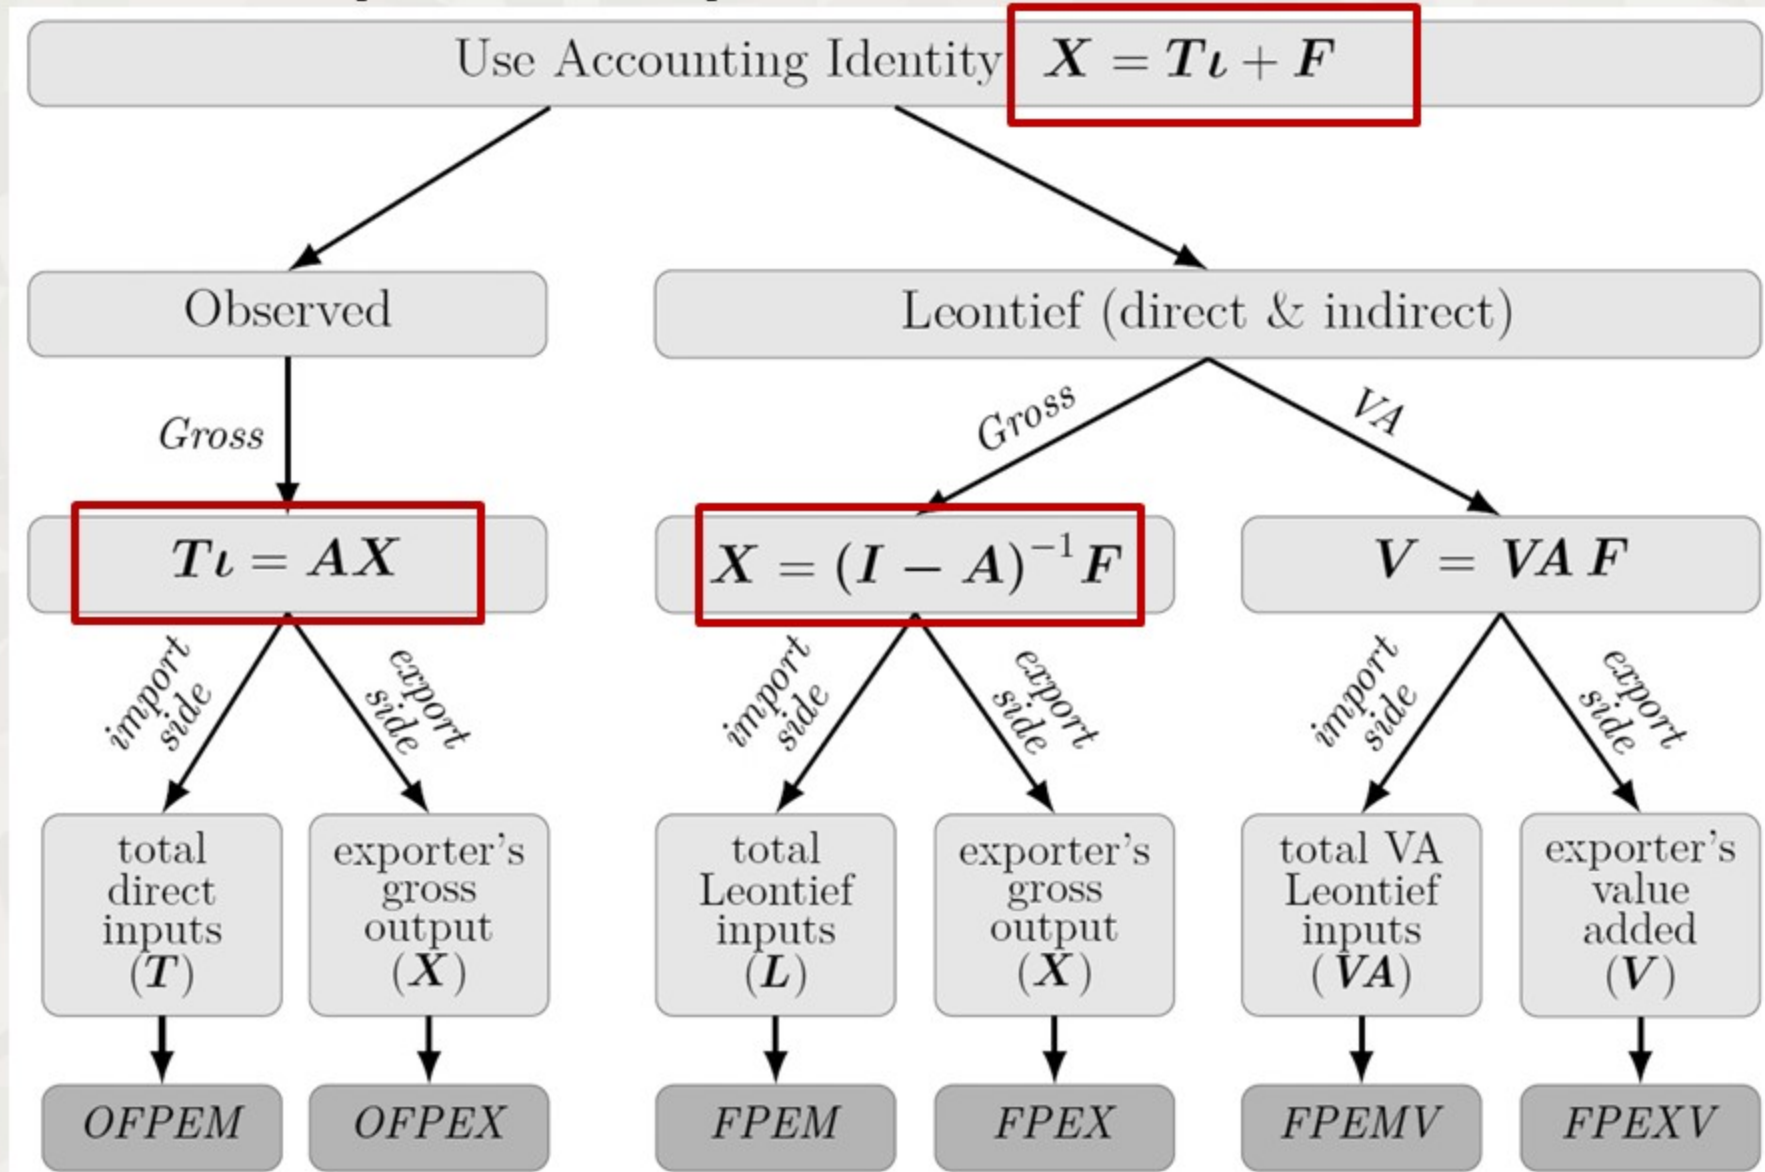 Use Accounting Identity X = Tι + F
Observed
Leontief (direct & indirect)
Gross
Gross
VA
Tι = AX
X = (I − A)⁻¹F
V = VA F
import
side
export
side
import
side
export
side
import
side
export
side
total
direct
inputs
(T)
exporter's
gross
output
(X)
total
Leontief
inputs
(L)
exporter's
gross
output
(X)
total VA
Leontief
inputs
(VA)
exporter's
value
added
(V)
OFPEM
OFPEX
FPEM
FPEX
FPEMV
FPEXV